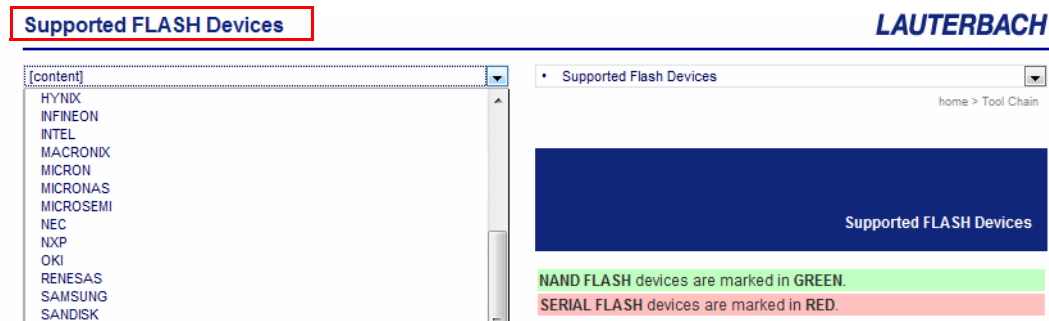 Supported FLASH Devices
LAUTERBACH
[content]
HYNIX
INFINEON
INTEL
MACRONIX
MICRON
MICRONAS
MICROSEMI
NEC
NXP
OKI
RENESAS
SAMSUNG
SANDISK
• Supported Flash Devices
home > Tool Chain
Supported FLASH Devices
NAND FLASH devices are marked in GREEN.
SERIAL FLASH devices are marked in RED.